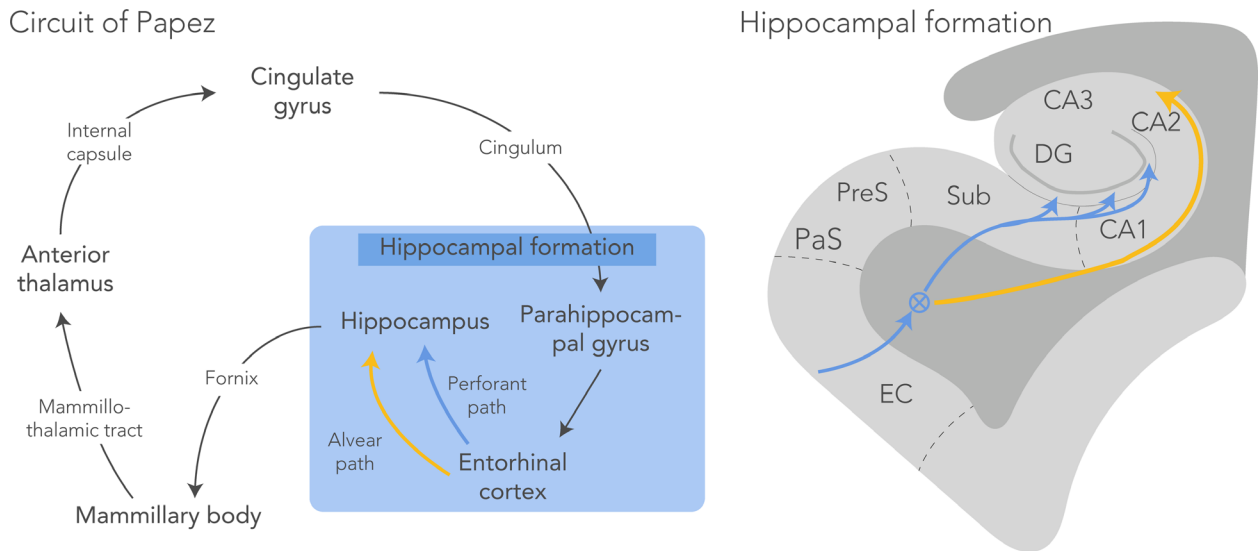 Circuit of Papez
Cingulate
gyrus
Internal
capsule
Cingulum
Anterior
thalamus
Hippocampal formation
Hippocampus
Parahippocam-
pal gyrus
Fornix
Perforant
path
Mammillo-
thalamic tract
Alvear
path
Entorhinal
cortex
Mammillary body
Hippocampal formation
CA3
CA2
DG
PreS
Sub
PaS
CA1
EC